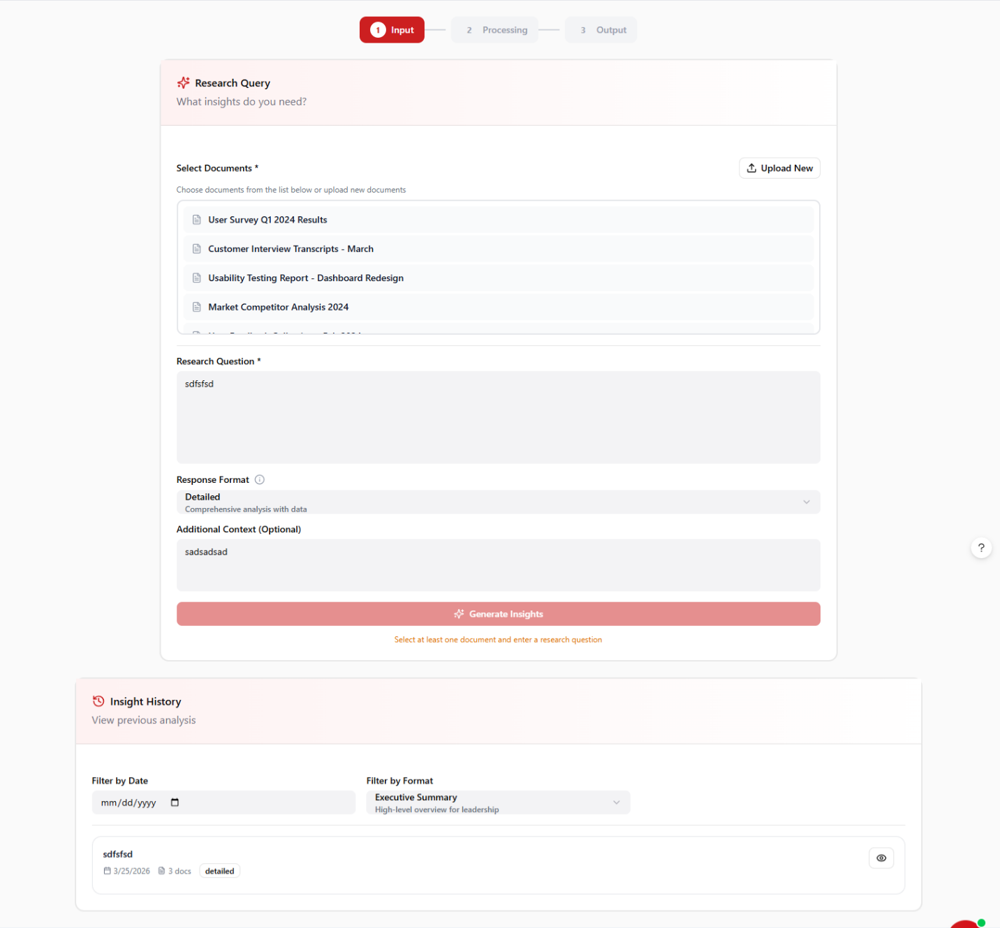 1 Input
2 Processing
3 Output
Research Query
What insights do you need?
Select Documents *
Upload New
Choose documents from the list below or upload new documents
User Survey Q1 2024 Results
Customer Interview Transcripts - March
Usability Testing Report - Dashboard Redesign
Market Competitor Analysis 2024
Research Question *
sdfsfsd
Response Format
Detailed
Comprehensive analysis with data
Additional Context (Optional)
sadsadsad
?
Generate Insights
Select at least one document and enter a research question
Insight History
View previous analysis
Filter by Date
Filter by Format
mm/dd/yyyy
Executive Summary
High-level overview for leadership
sdfsfsd
3/25/2026 3 docs detailed